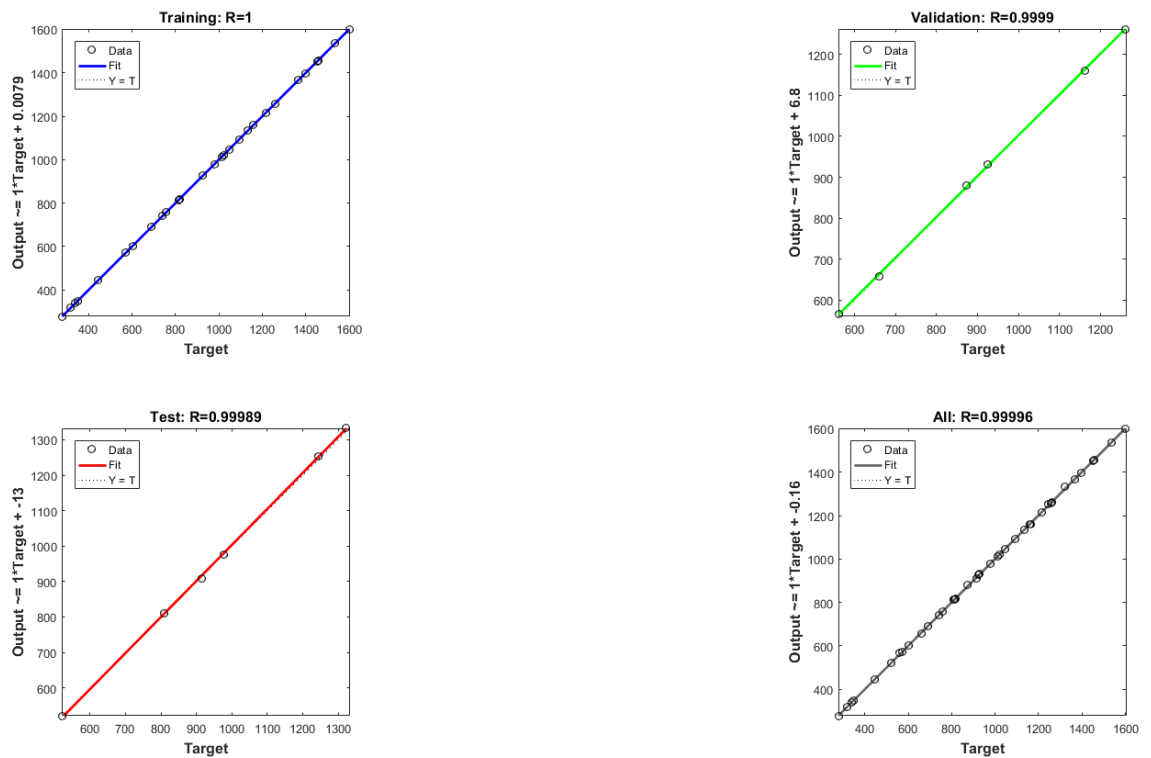 Training: R=1
Data
Fit
Y = T
Output ~= 1*Target + 0.0079
1600
1400
1200
1000
800
600
400
400 600 800 1000 1200 1400 1600
Target
Validation: R=0.9999
Data
Fit
Y = T
Output ~= 1*Target + 6.8
1200
1100
1000
900
800
700
600
600 700 800 900 1000 1100 1200
Target
Test: R=0.99989
Data
Fit
Y = T
Output ~= 1*Target + -13
1300
1200
1100
1000
900
800
700
600
600 700 800 900 1000 1100 1200 1300
Target
All: R=0.99996
Data
Fit
Y = T
Output ~= 1*Target + -0.16
1600
1400
1200
1000
800
600
400
400 600 800 1000 1200 1400 1600
Target